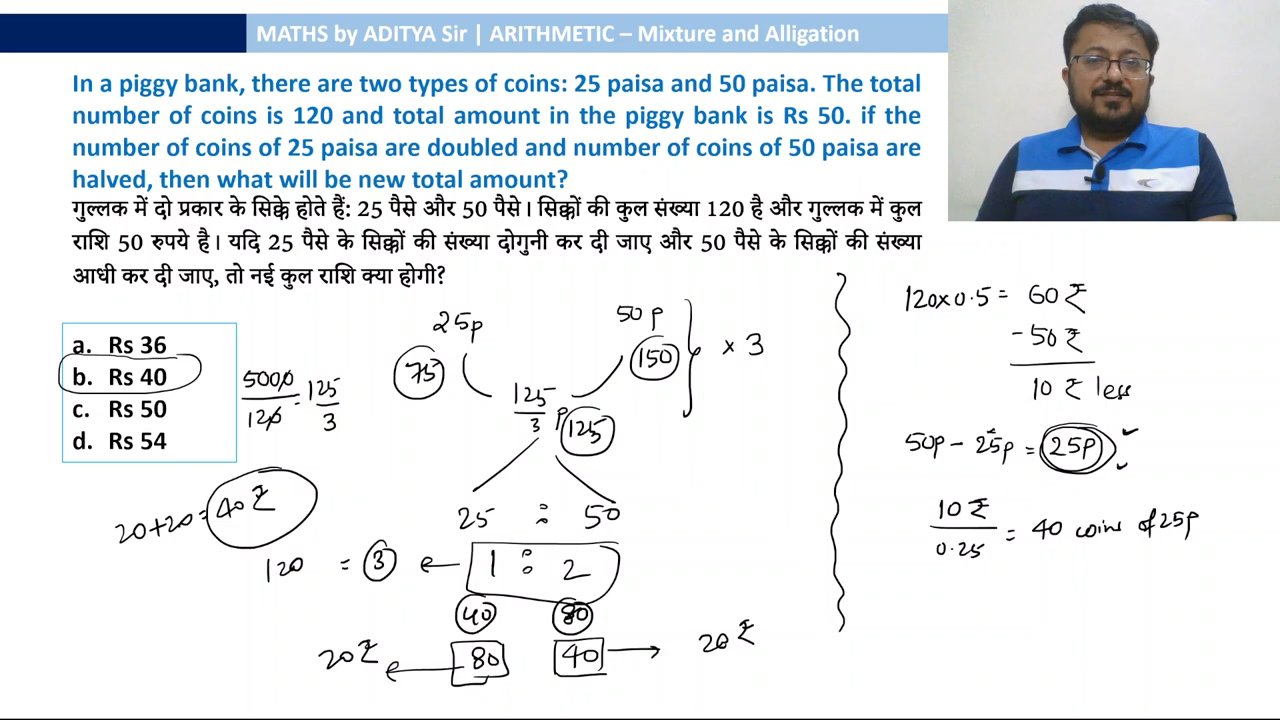 MATHS by ADITYA Sir | ARITHMETIC – Mixture and Alligation
In a piggy bank, there are two types of coins: 25 paisa and 50 paisa. The total
number of coins is 120 and total amount in the piggy bank is Rs 50. if the
number of coins of 25 paisa are doubled and number of coins of 50 paisa are
halved, then what will be new total amount?
गुल्लक में दो प्रकार के सिक्के होते हैं: 25 पैसे और 50 पैसे। सिक्कों की कुल संख्या 120 है और गुल्लक में कुल
राशि 50 रुपये है। यदि 25 पैसे के सिक्कों की संख्या दोगुनी कर दी जाए और 50 पैसे के सिक्कों की संख्या
आधी कर दी जाए, तो नई कुल राशि क्या होगी?
a. Rs 36
b. Rs 40
c. Rs 50
d. Rs 54
5000/120 = 125/3
25p 50p
75 150 } × 3
125/3 p 125
25 : 50
20+20 = 40 ₹
120 = 3 ← 1 : 2
40 80
20 ₹ ← 80 40 → 20 ₹
120 × 0.5 = 60 ₹
-50 ₹
10 ₹ less
50p - 25p = 25p
10 ₹/0.25 = 40 coins of 25p